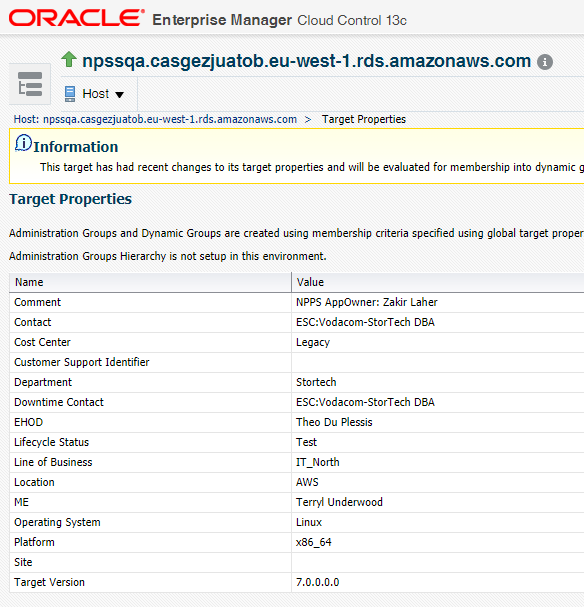 ORACLE Enterprise Manager Cloud Control 13c
npssqa.casgezjuatob.eu-west-1.rds.amazonaws.com
Host
Host: npssqa.casgezjuatob.eu-west-1.rds.amazonaws.com > Target Properties
Information
This target has had recent changes to its target properties and will be evaluated for membership into dynamic g
Target Properties
Administration Groups and Dynamic Groups are created using membership criteria specified using global target proper
Administration Groups Hierarchy is not setup in this environment.
Name Value
Comment NPPS AppOwner: Zakir Laher
Contact ESC:Vodacom-StorTech DBA
Cost Center Legacy
Customer Support Identifier
Department Stortech
Downtime Contact ESC:Vodacom-StorTech DBA
EHOD Theo Du Plessis
Lifecycle Status Test
Line of Business IT_North
Location AWS
ME Terryl Underwood
Operating System Linux
Platform x86_64
Site
Target Version 7.0.0.0.0